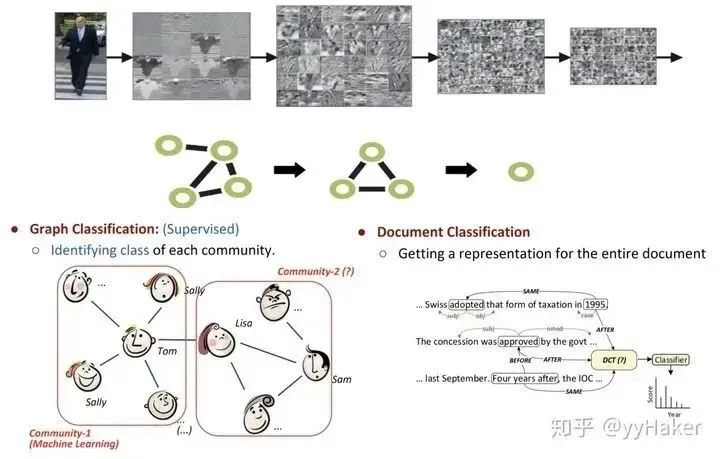 ● Graph Classification: (Supervised)
○ Identifying class of each community.
Community-2 (?)
...
Sally
...
Lisa
Tom
Sam
Sally
...
(...)
...
Community-1
(Machine Learning)
● Document Classification
○ Getting a representation for the entire document
SAME
... Swiss adopted that form of taxation in 1995.
subj
obj
case
AFTER
subj
nmod
The concession was approved by the govt ...
BEFORE
AFTER
DCT (?)
Classifier
... last September. Four years after, the IOC ...
SAME
Score
Year
知乎 @yyHaker